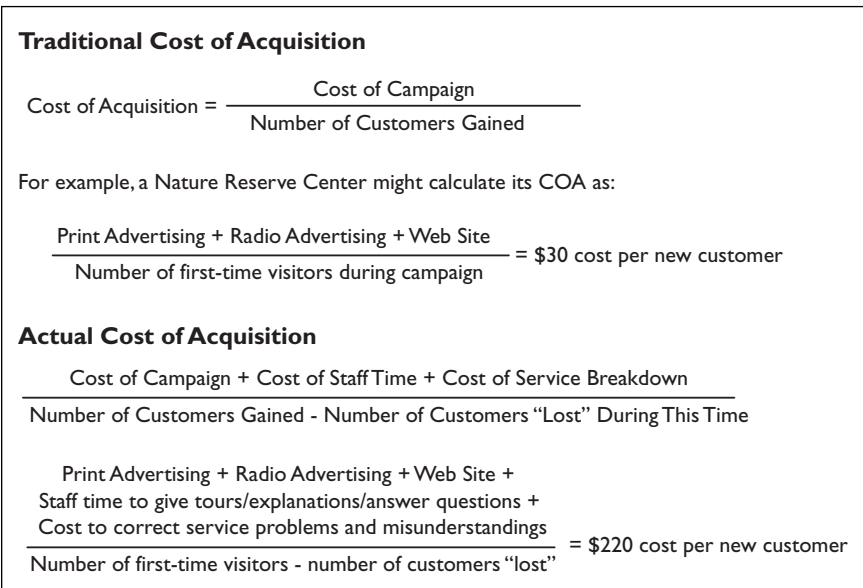 Traditional Cost of Acquisition
Cost of Acquisition =
Cost of Campaign
Number of Customers Gained
For example, a Nature Reserve Center might calculate its COA as:
Print Advertising + Radio Advertising + Web Site
Number of first-time visitors during campaign
= $30 cost per new customer
Actual Cost of Acquisition
Cost of Campaign + Cost of Staff Time + Cost of Service Breakdown
Number of Customers Gained - Number of Customers “Lost” During This Time
Print Advertising + Radio Advertising + Web Site +
Staff time to give tours/explanations/answer questions +
Cost to correct service problems and misunderstandings
Number of first-time visitors - number of customers “lost”
= $220 cost per new customer